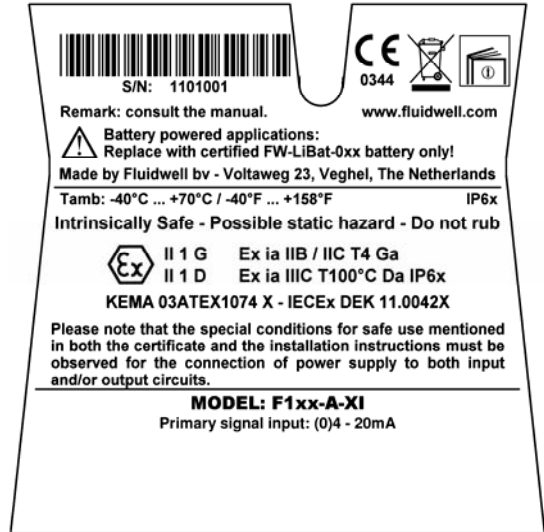 CE
0344
S/N: 1101001
Remark: consult the manual. www.fluidwell.com
Battery powered applications:
Replace with certified FW-LiBat-0xx battery only!
Made by Fluidwell bv - Voltaweg 23, Veghel, The Netherlands
Tamb: -40°C ... +70°C / -40°F ... +158°F IP6x
Intrinsically Safe - Possible static hazard - Do not rub
Ex II 1 G Ex ia IIB / IIC T4 Ga
II 1 D Ex ia IIIC T100°C Da IP6x
KEMA 03ATEX1074 X - IECEx DEK 11.0042X
Please note that the special conditions for safe use mentioned
in both the certificate and the installation instructions must be
observed for the connection of power supply to both input
and/or output circuits.
MODEL: F1xx-A-XI
Primary signal input: (0)4 - 20mA